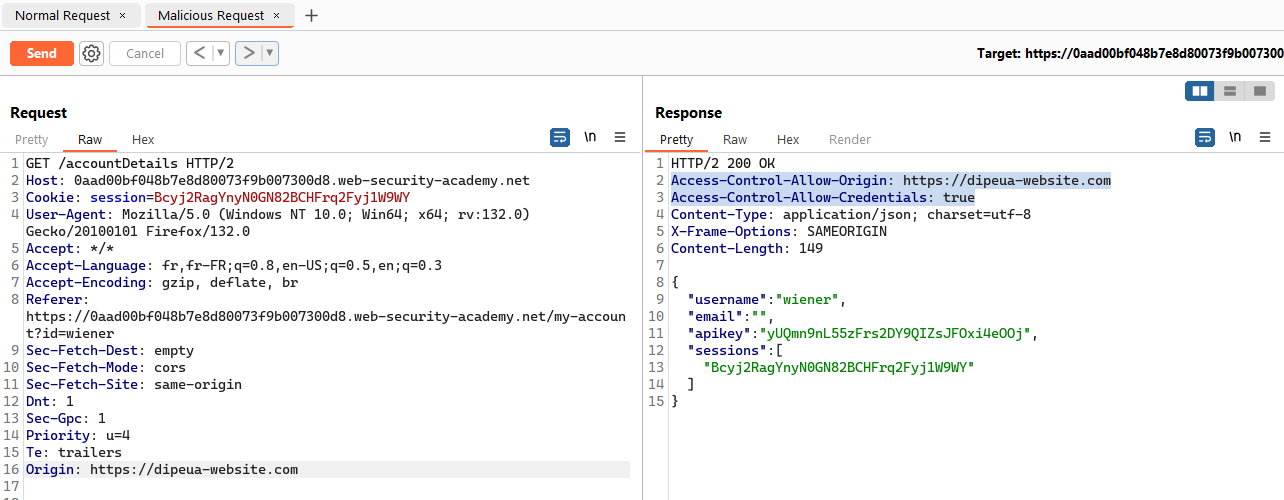 Normal Request ×
Malicious Request ×
+
Send
Cancel
<
>
Target: https://0aad00bf048b7e8d80073f9b007300
Request
Pretty
Raw
Hex
\n
1 GET /accountDetails HTTP/2
2 Host: 0aad00bf048b7e8d80073f9b007300d8.web-security-academy.net
3 Cookie: session=Bcyj2RagYnyN0GN82BCHFrq2Fyj1W9WY
4 User-Agent: Mozilla/5.0 (Windows NT 10.0; Win64; x64; rv:132.0)
Gecko/20100101 Firefox/132.0
5 Accept: */*
6 Accept-Language: fr,fr-FR;q=0.8,en-US;q=0.5,en;q=0.3
7 Accept-Encoding: gzip, deflate, br
8 Referer:
https://0aad00bf048b7e8d80073f9b007300d8.web-security-academy.net/my-accou
nt?id=wiener
9 Sec-Fetch-Dest: empty
10 Sec-Fetch-Mode: cors
11 Sec-Fetch-Site: same-origin
12 Dnt: 1
13 Sec-Gpc: 1
14 Priority: u=4
15 Te: trailers
16 Origin: https://dipeua-website.com
17
Response
Pretty
Raw
Hex
Render
\n
1 HTTP/2 200 OK
2 Access-Control-Allow-Origin: https://dipeua-website.com
3 Access-Control-Allow-Credentials: true
4 Content-Type: application/json; charset=utf-8
5 X-Frame-Options: SAMEORIGIN
6 Content-Length: 149
7
8 {
9 "username":"wiener",
10 "email":"",
11 "apikey":"yUQmn9nL55zFrs2DY9QIZsJFOxi4eOOj",
12 "sessions":[
13 "Bcyj2RagYnyN0GN82BCHFrq2Fyj1W9WY"
14 ]
15 }